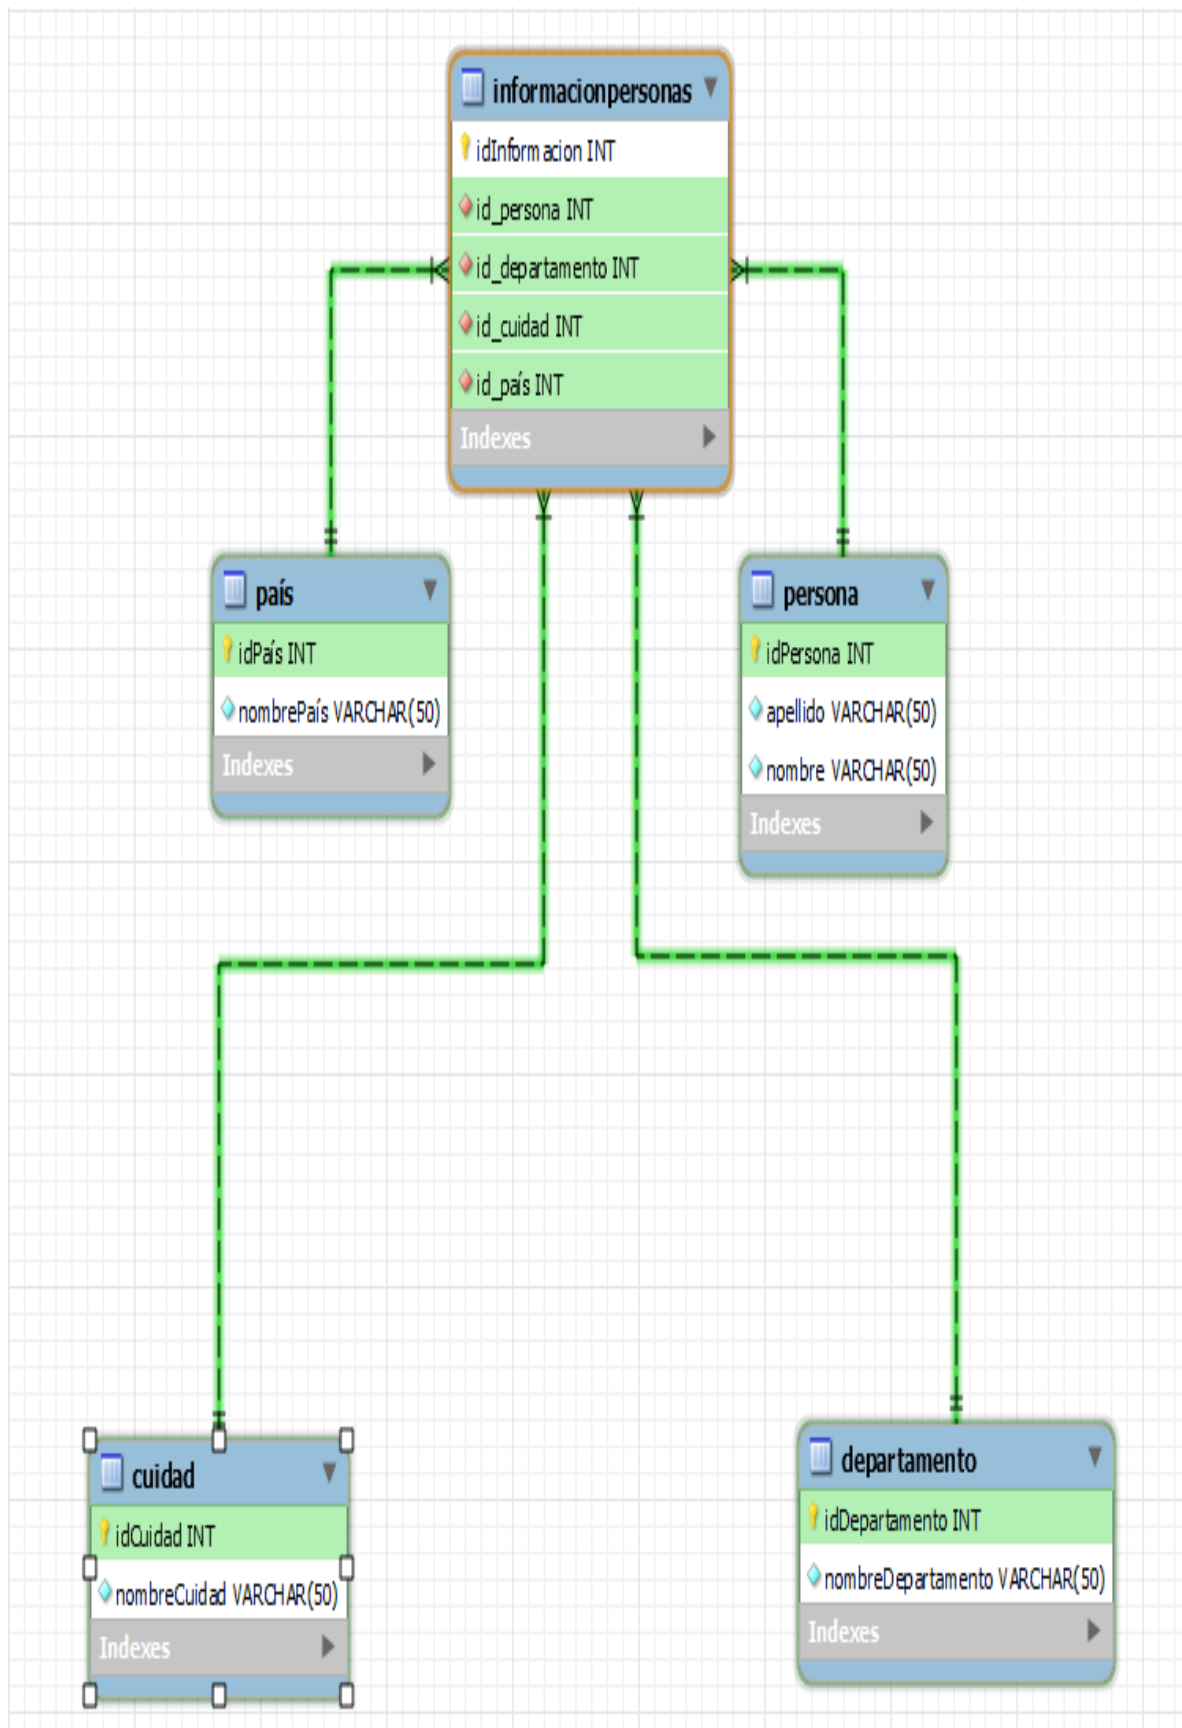 informacionpersonas
idInformacion INT
id_persona INT
id_departamento INT
id_cuidad INT
id_país INT
Indexes
país
idPaís INT
nombrePaís VARCHAR(50)
Indexes
persona
idPersona INT
apellido VARCHAR(50)
nombre VARCHAR(50)
Indexes
cuidad
idCuidad INT
nombreCuidad VARCHAR(50)
Indexes
departamento
idDepartamento INT
nombreDepartamento VARCHAR(50)
Indexes